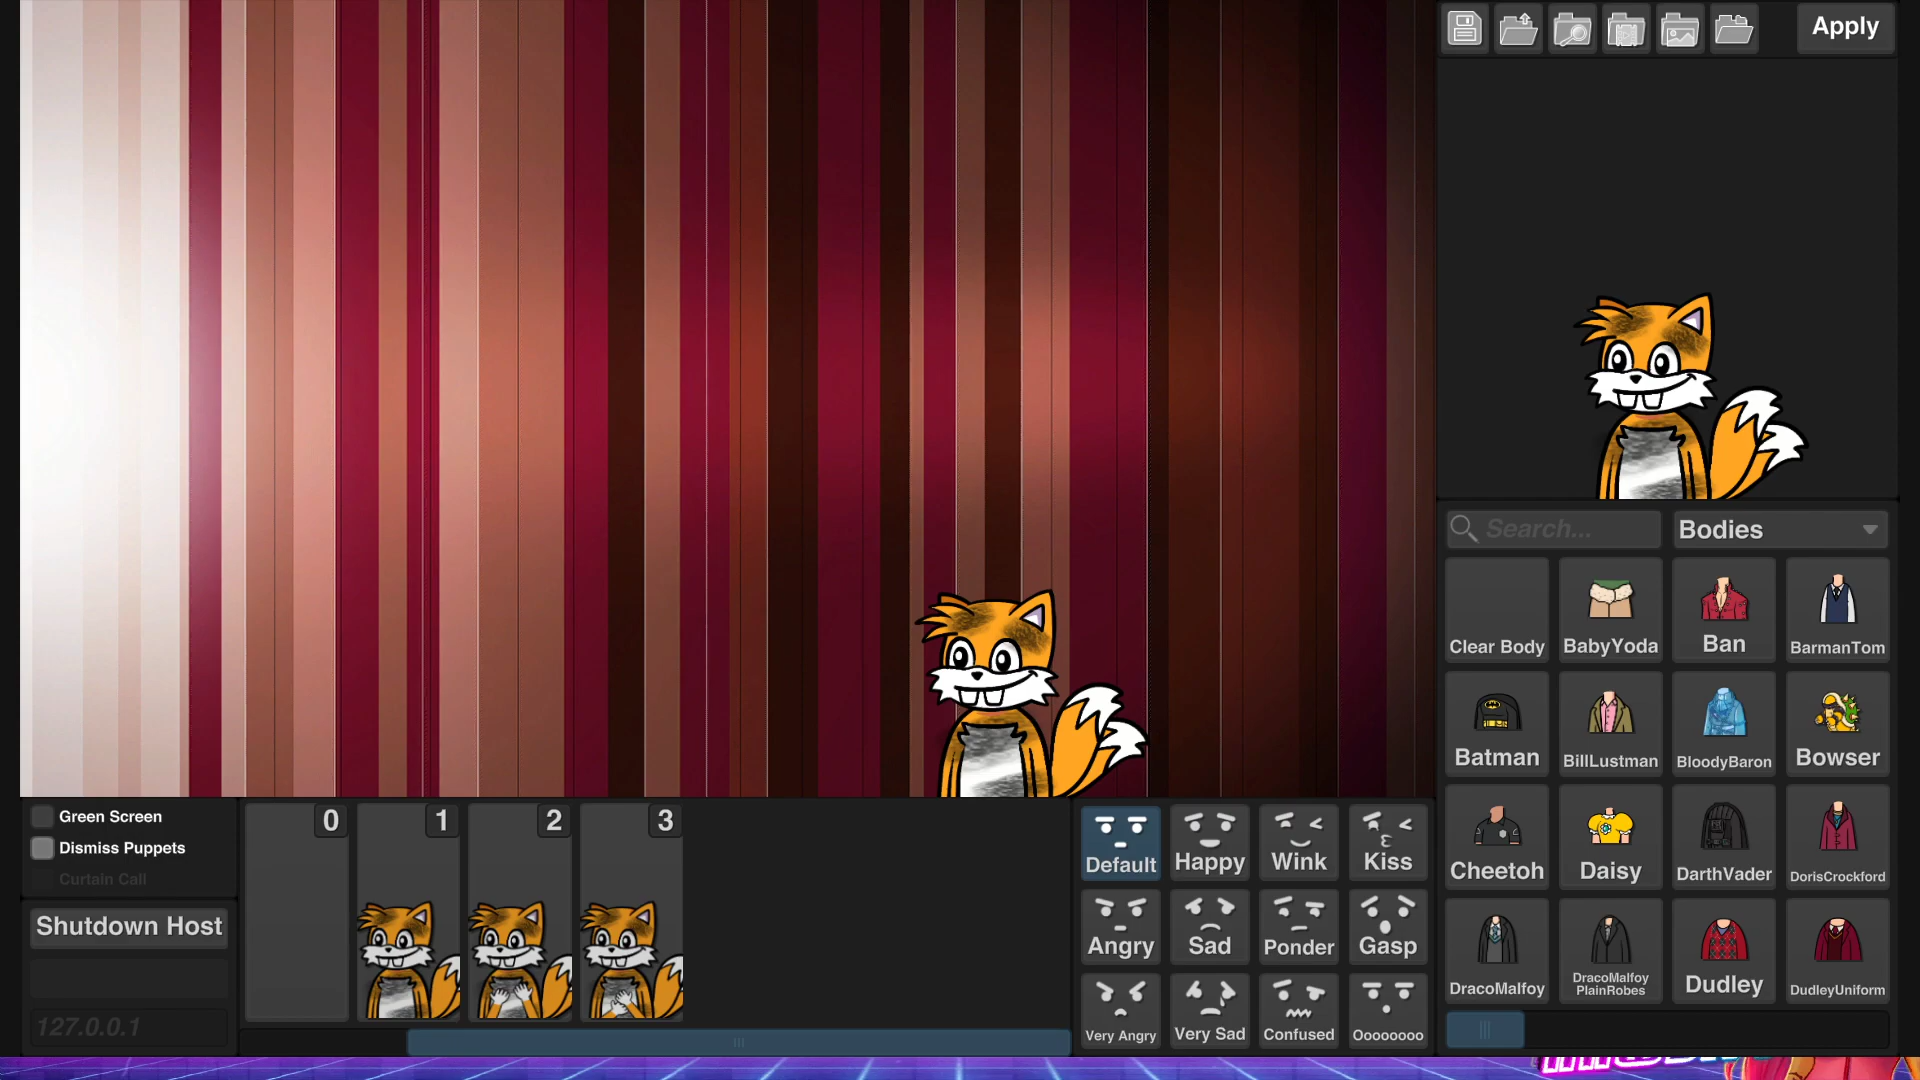 Apply
Search...
Bodies
Clear Body
BabyYoda
Ban
BarmanTom
Batman
BillLustman
BloodyBaron
Bowser
Cheetoh
Daisy
DarthVader
DorisCrockford
DracoMalfoy
DracoMalfoy
PlainRobes
Dudley
DudleyUniform
Green Screen
Dismiss Puppets
Curtain Call
Shutdown Host
127.0.0.1
0
1
2
3
Default
Happy
Wink
Kiss
Angry
Sad
Ponder
Gasp
Very Angry
Very Sad
Confused
Oooooooo